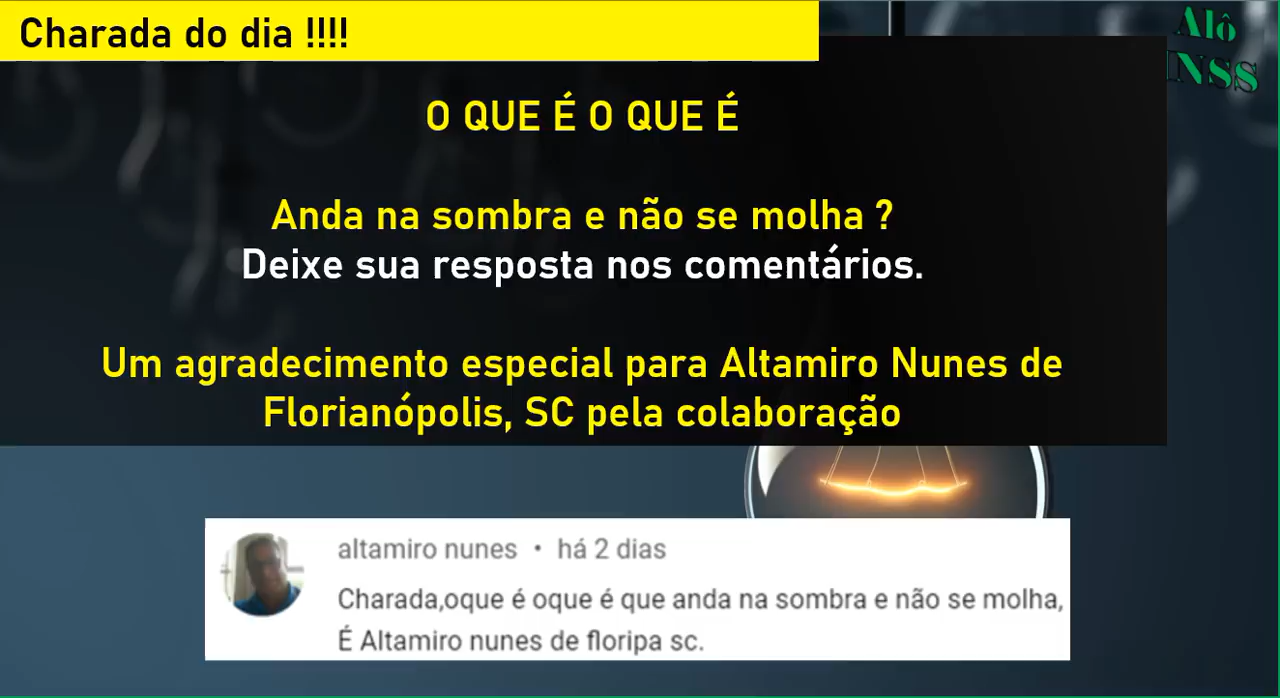 Charada do dia !!!!
Alô
INSS
O QUE É O QUE É
Anda na sombra e não se molha ?
Deixe sua resposta nos comentários.
Um agradecimento especial para Altamiro Nunes de
Florianópolis, SC pela colaboração
altamiro nunes • há 2 dias
Charada,oque é oque é que anda na sombra e não se molha,
É Altamiro nunes de floripa sc.